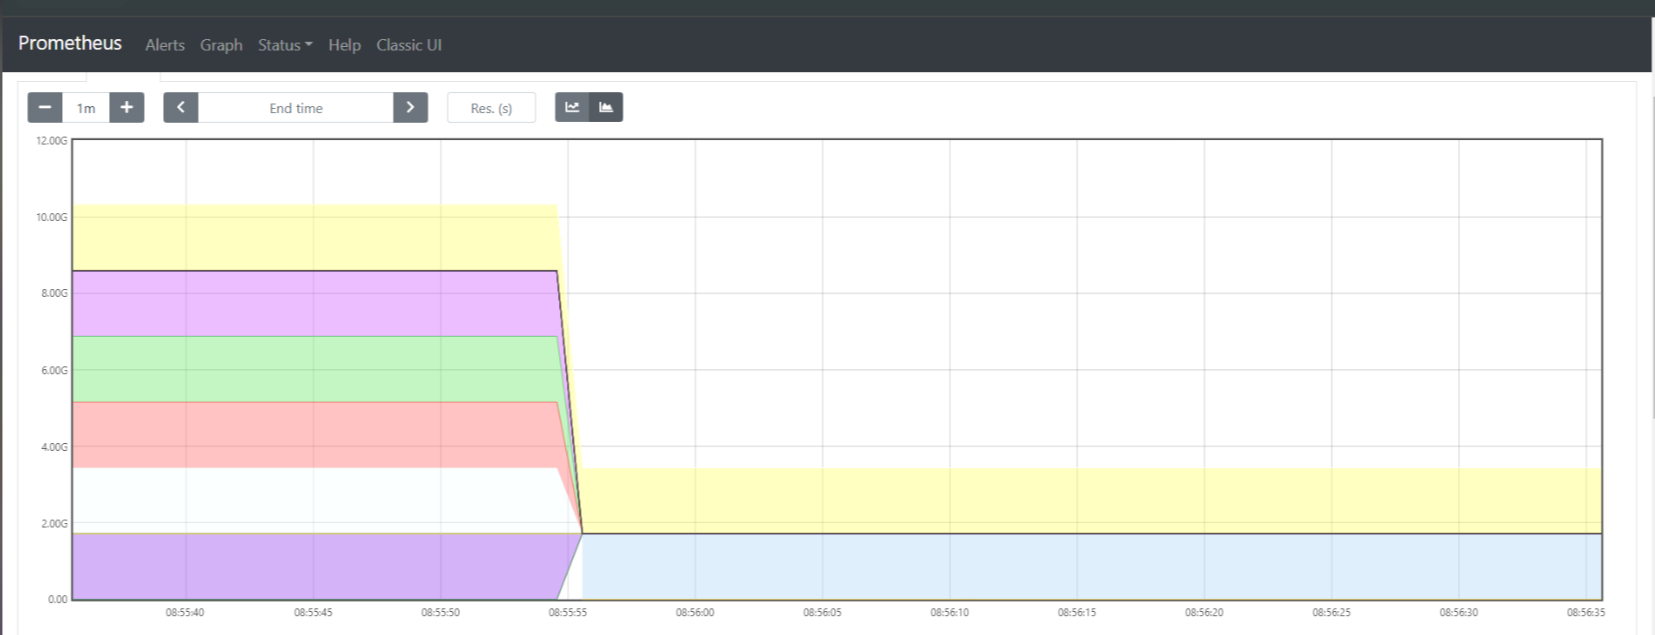 Prometheus Alerts Graph Status Help Classic UI
1m End time Res. (s)
12.00G
10.00G
8.00G
6.00G
4.00G
2.00G
0.00
08:55:40 08:55:45 08:55:50 08:55:55 08:56:00 08:56:05 08:56:10 08:56:15 08:56:20 08:56:25 08:56:30 08:56:35